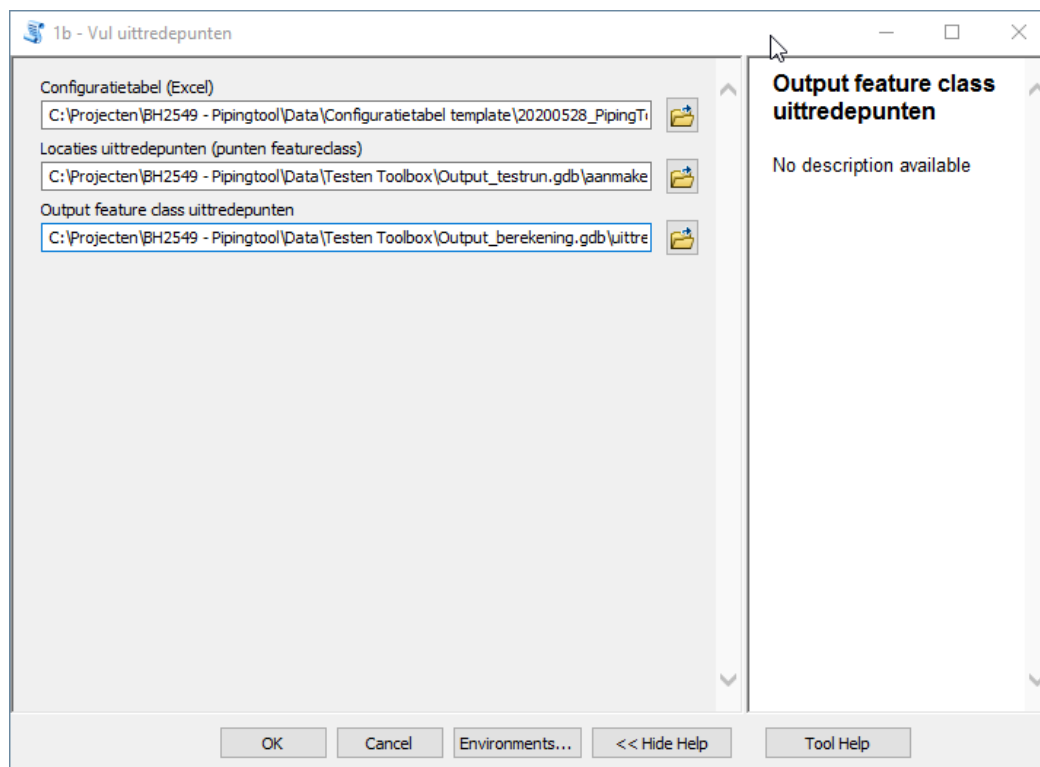 1b - Vul uittredepunten
Configuratietabel (Excel)
C:\Projecten\BH2549 - Pipingtool\Data\Configuratietabel template\20200528_PipingT
Locaties uittredepunten (punten featureclass)
C:\Projecten\BH2549 - Pipingtool\Data\Testen Toolbox\Output_testrun.gdb\aanmake
Output feature class uittredepunten
C:\Projecten\BH2549 - Pipingtool\Data\Testen Toolbox\Output_berekening.gdb\uittre
Output feature class
uittredepunten
No description available
OK
Cancel
Environments...
<< Hide Help
Tool Help